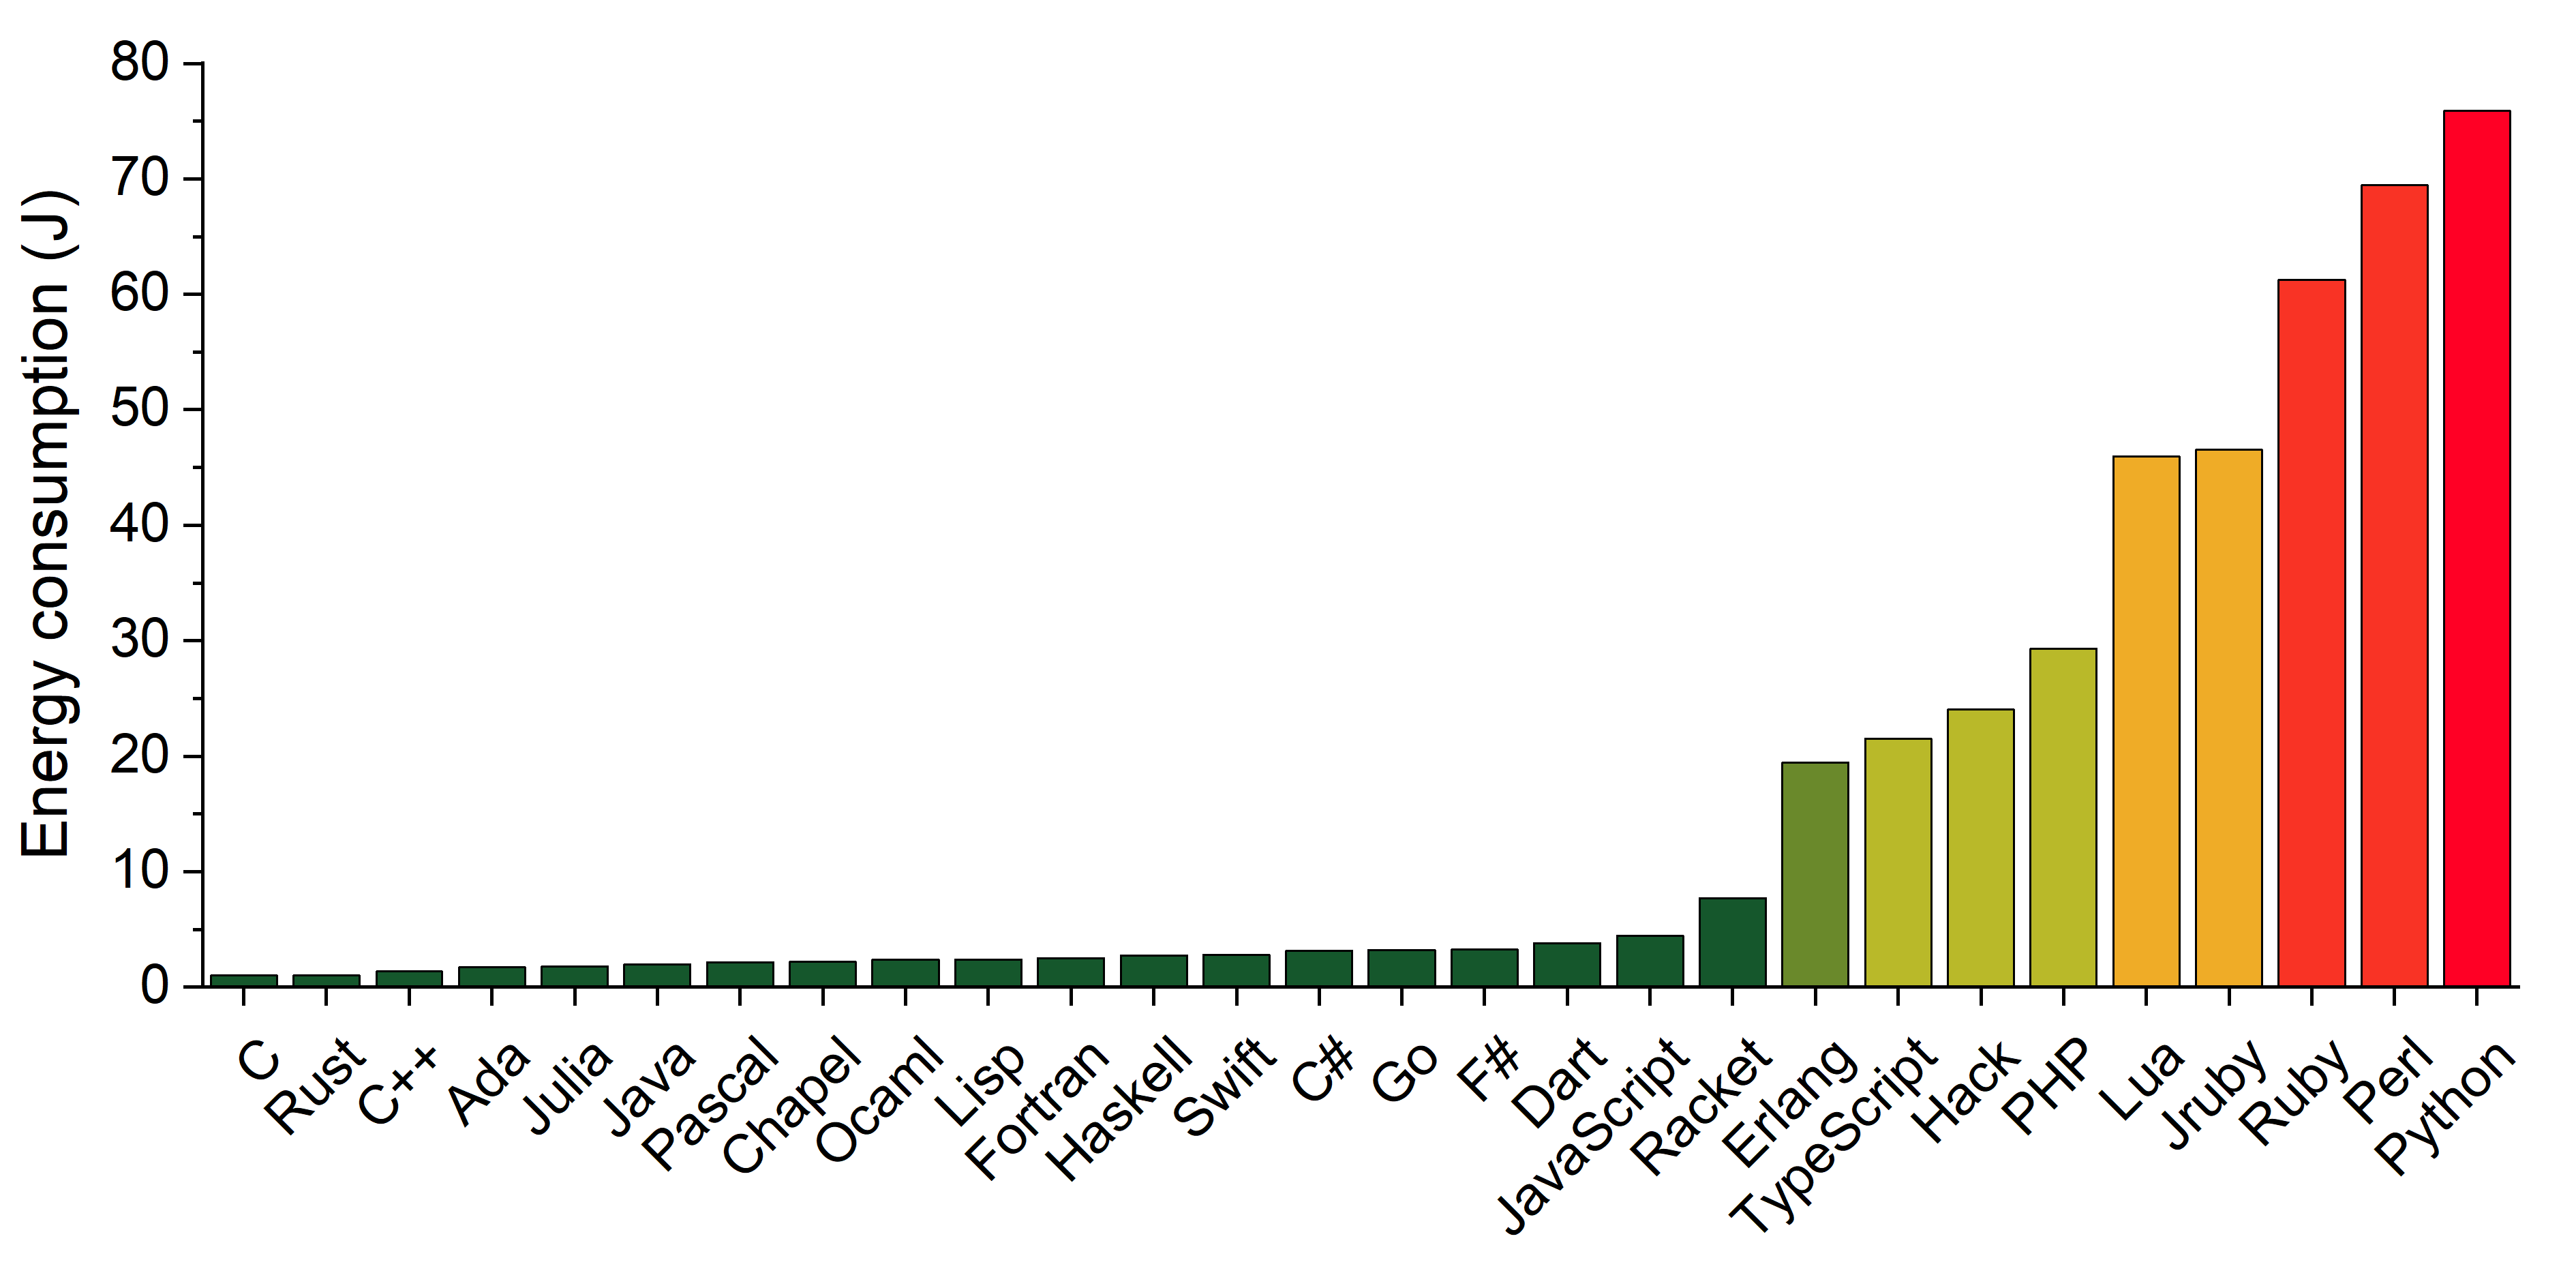 Energy consumption (J)
80
70
60
50
40
30
20
10
0
C
Rust
C++
Ada
Julia
Java
Pascal
Chapel
Ocaml
Lisp
Fortran
Haskell
Swift
C#
Go
F#
Dart
JavaScript
Racket
Erlang
TypeScript
Hack
PHP
Lua
Jruby
Ruby
Perl
Python